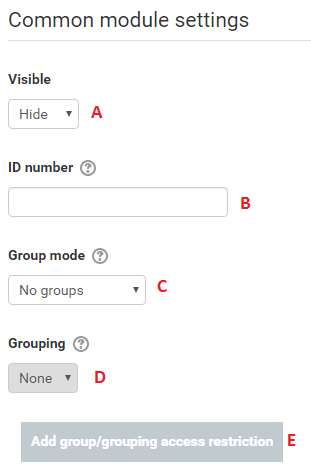 Common module settings
Visible
Hide A
ID number ?
B
Group mode ?
No groups C
Grouping ?
None D
Add group/grouping access restriction E